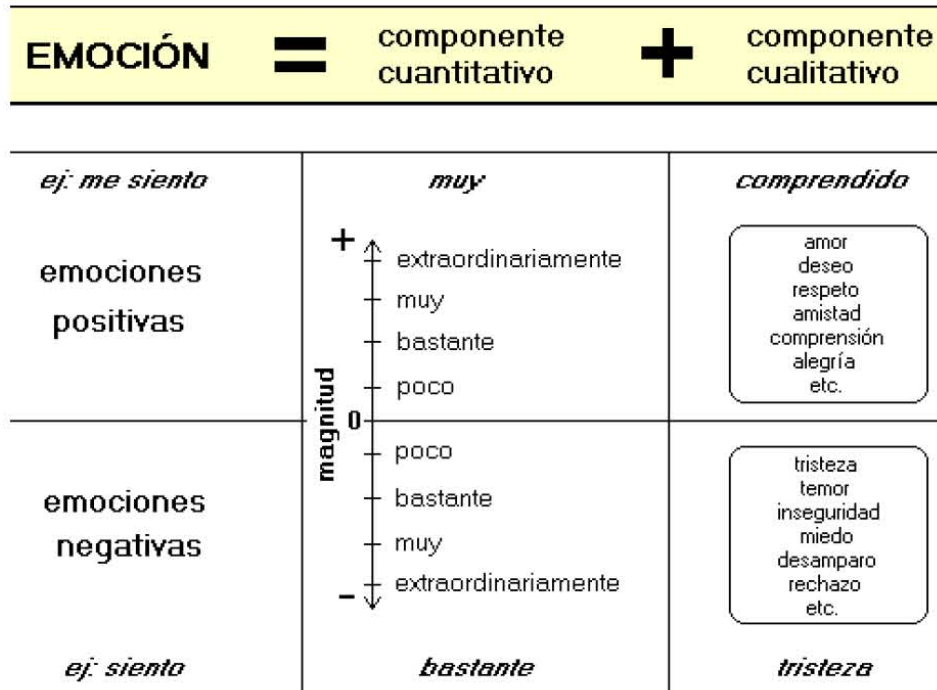 EMOCIÓN = componente cuantitativo + componente cualitativo
ej: me siento muy comprendido
emociones positivas
magnitud
+
extraordinariamente
muy
bastante
poco
0
poco
bastante
muy
extraordinariamente
-
amor
deseo
respeto
amistad
comprensión
alegría
etc.
emociones negativas
tristeza
temor
inseguridad
miedo
desamparo
rechazo
etc.
ej: siento bastante tristeza